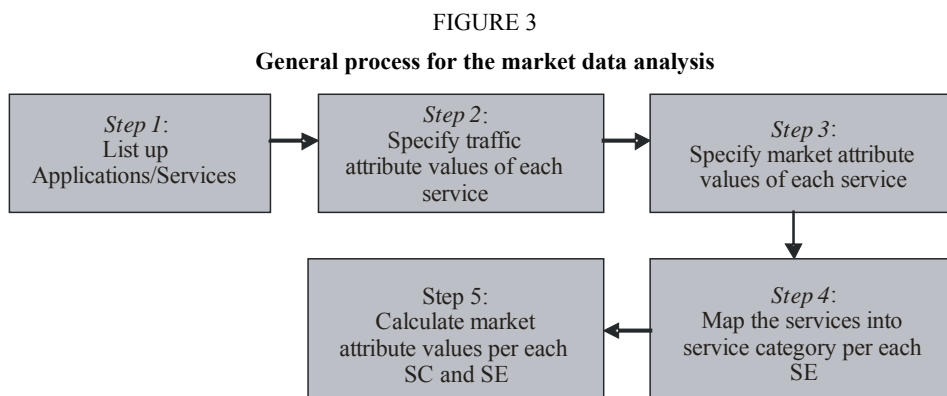 FIGURE 3
General process for the market data analysis
Step 1:
List up
Applications/Services
Step 2:
Specify traffic
attribute values of each
service
Step 3:
Specify market attribute
values of each service
Step 4:
Map the services into
service category per each
SE
Step 5:
Calculate market
attribute values per each
SC and SE